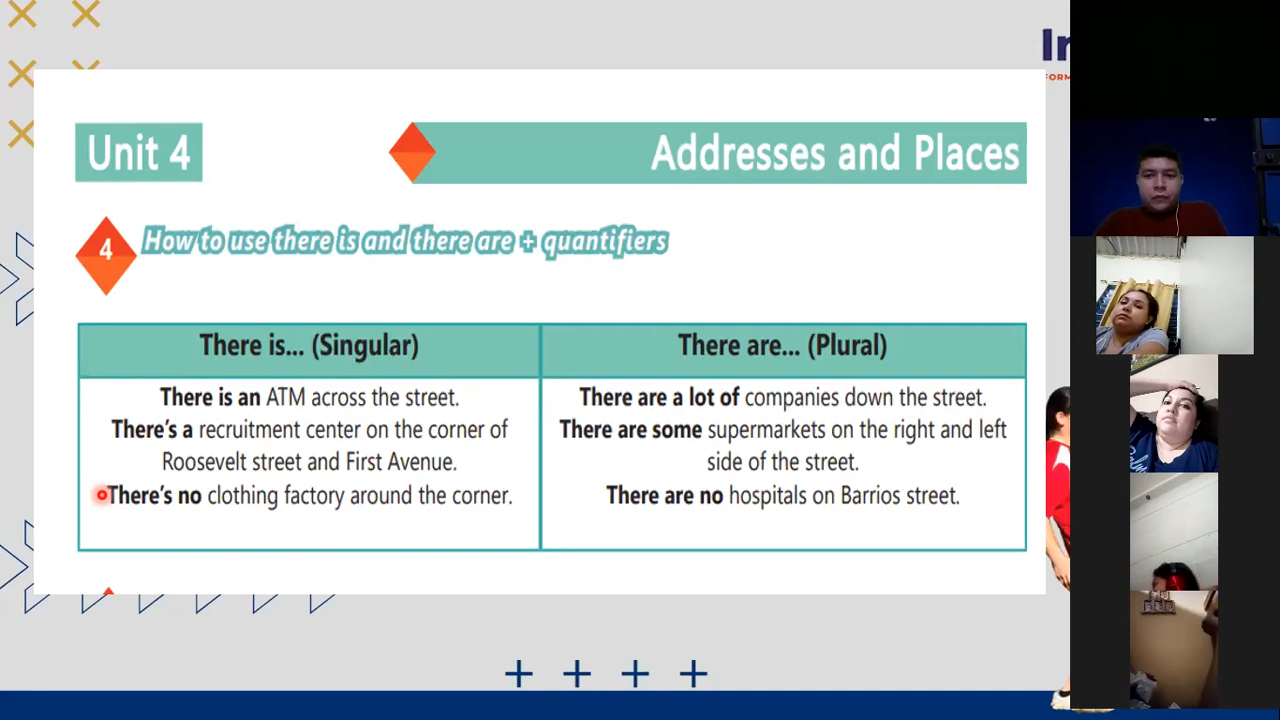 Unit 4
Addresses and Places
4
How to use there is and there are + quantifiers
There is... (Singular)
There are... (Plural)
There is an ATM across the street.
There's a recruitment center on the corner of
Roosevelt street and First Avenue.
There's no clothing factory around the corner.
There are a lot of companies down the street.
There are some supermarkets on the right and left
side of the street.
There are no hospitals on Barrios street.